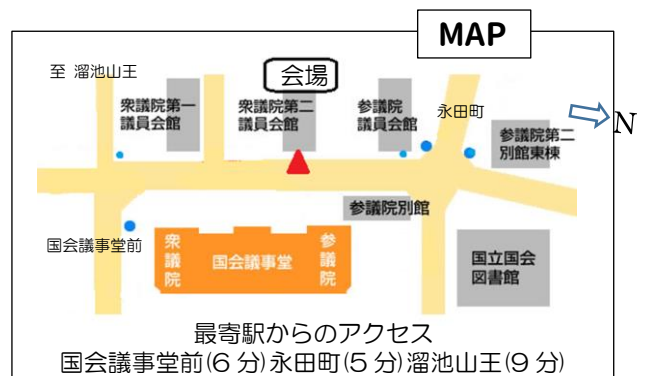 MAP
至 溜池山王
会場
衆議院第一
議員会館
衆議院第二
議員会館
参議院
議員会館
永田町
参議院第二
別館東棟
N
参議院別館
国会議事堂前
衆議院
国会議事堂
参議院
国立国会
図書館
最寄駅からのアクセス
国会議事堂前(6 分)永田町(5 分)溜池山王(9 分)